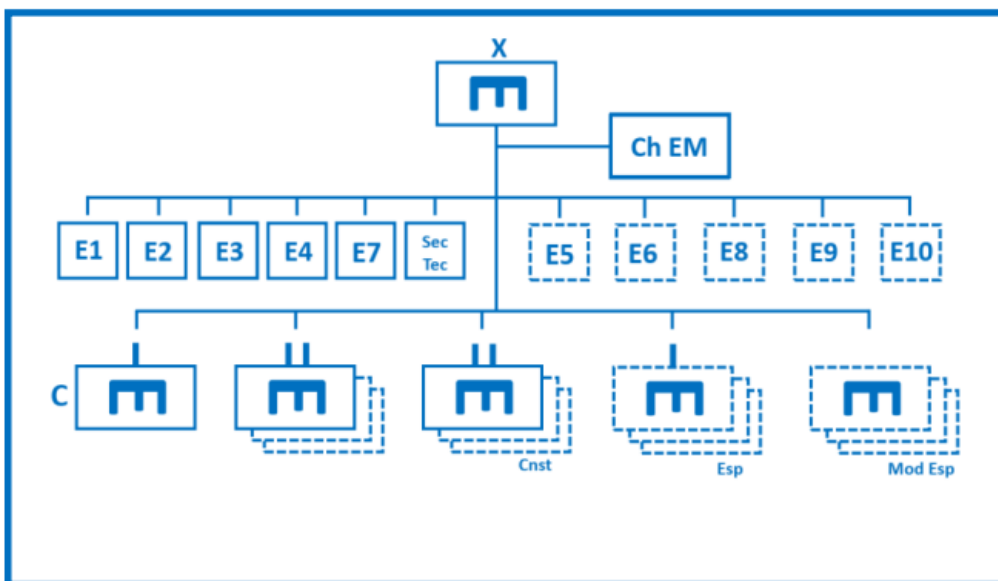 X
Ch EM
E1 E2 E3 E4 E7 Sec Tec E5 E6 E8 E9 E10
C
Cnst Esp Mod Esp